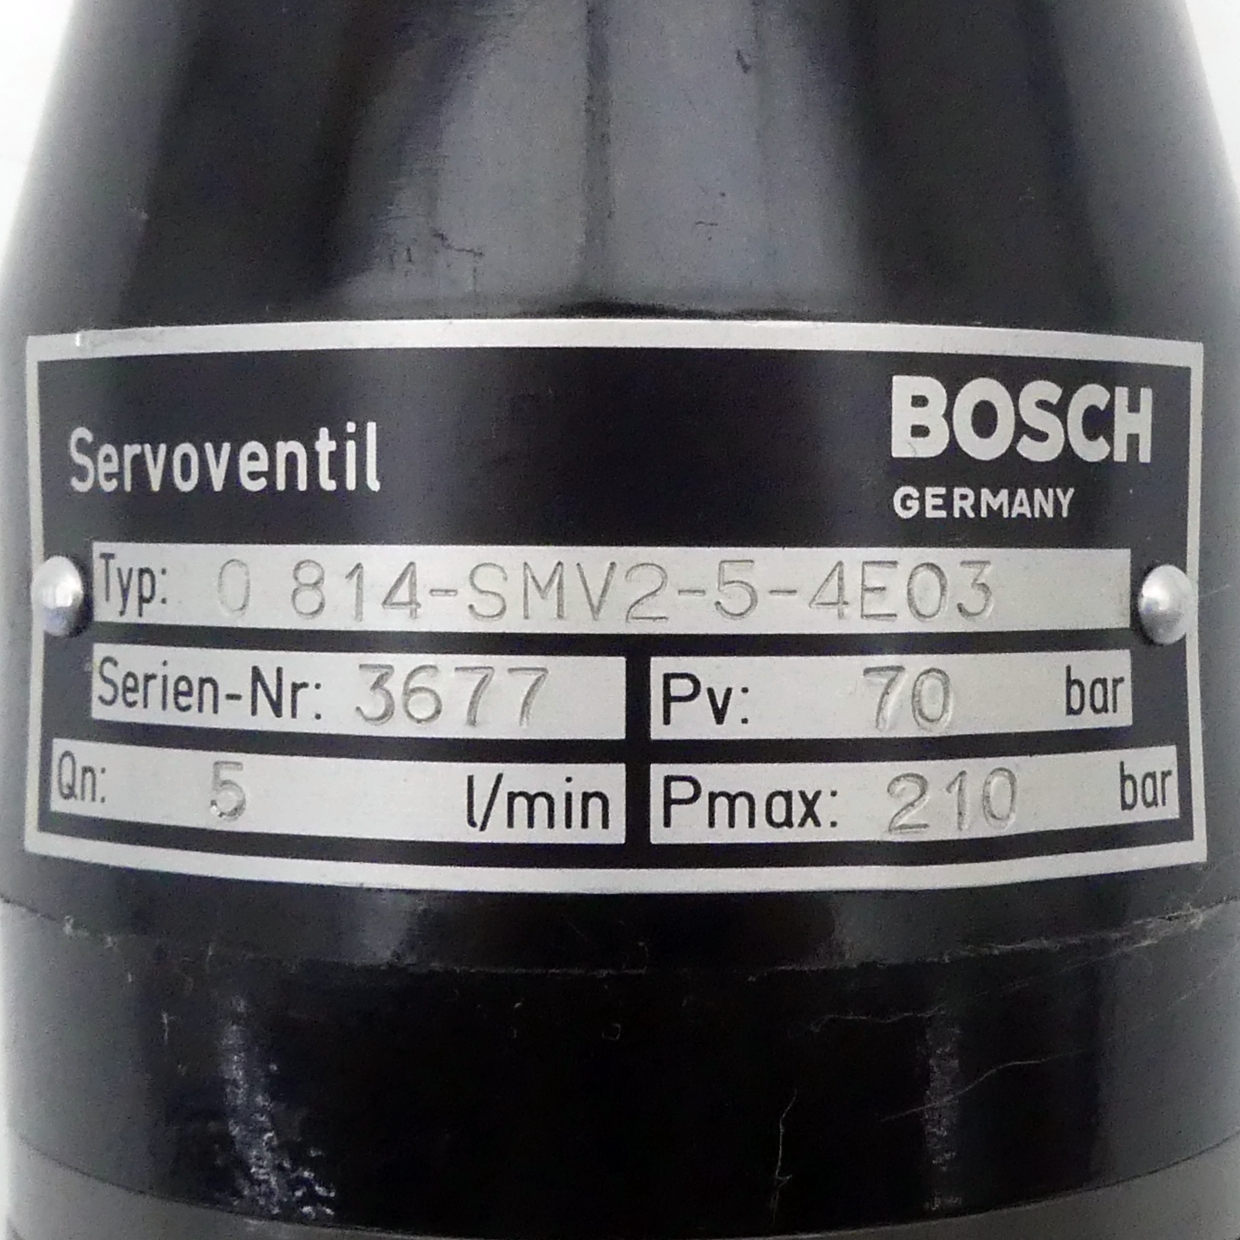 BOSCH
Servoventil
GERMANY
Typ: 0 814-SMV2-5-4E03
Serien-Nr: 3677 Pv: 70 bar
Qn: 5 l/min Pmax: 210 bar